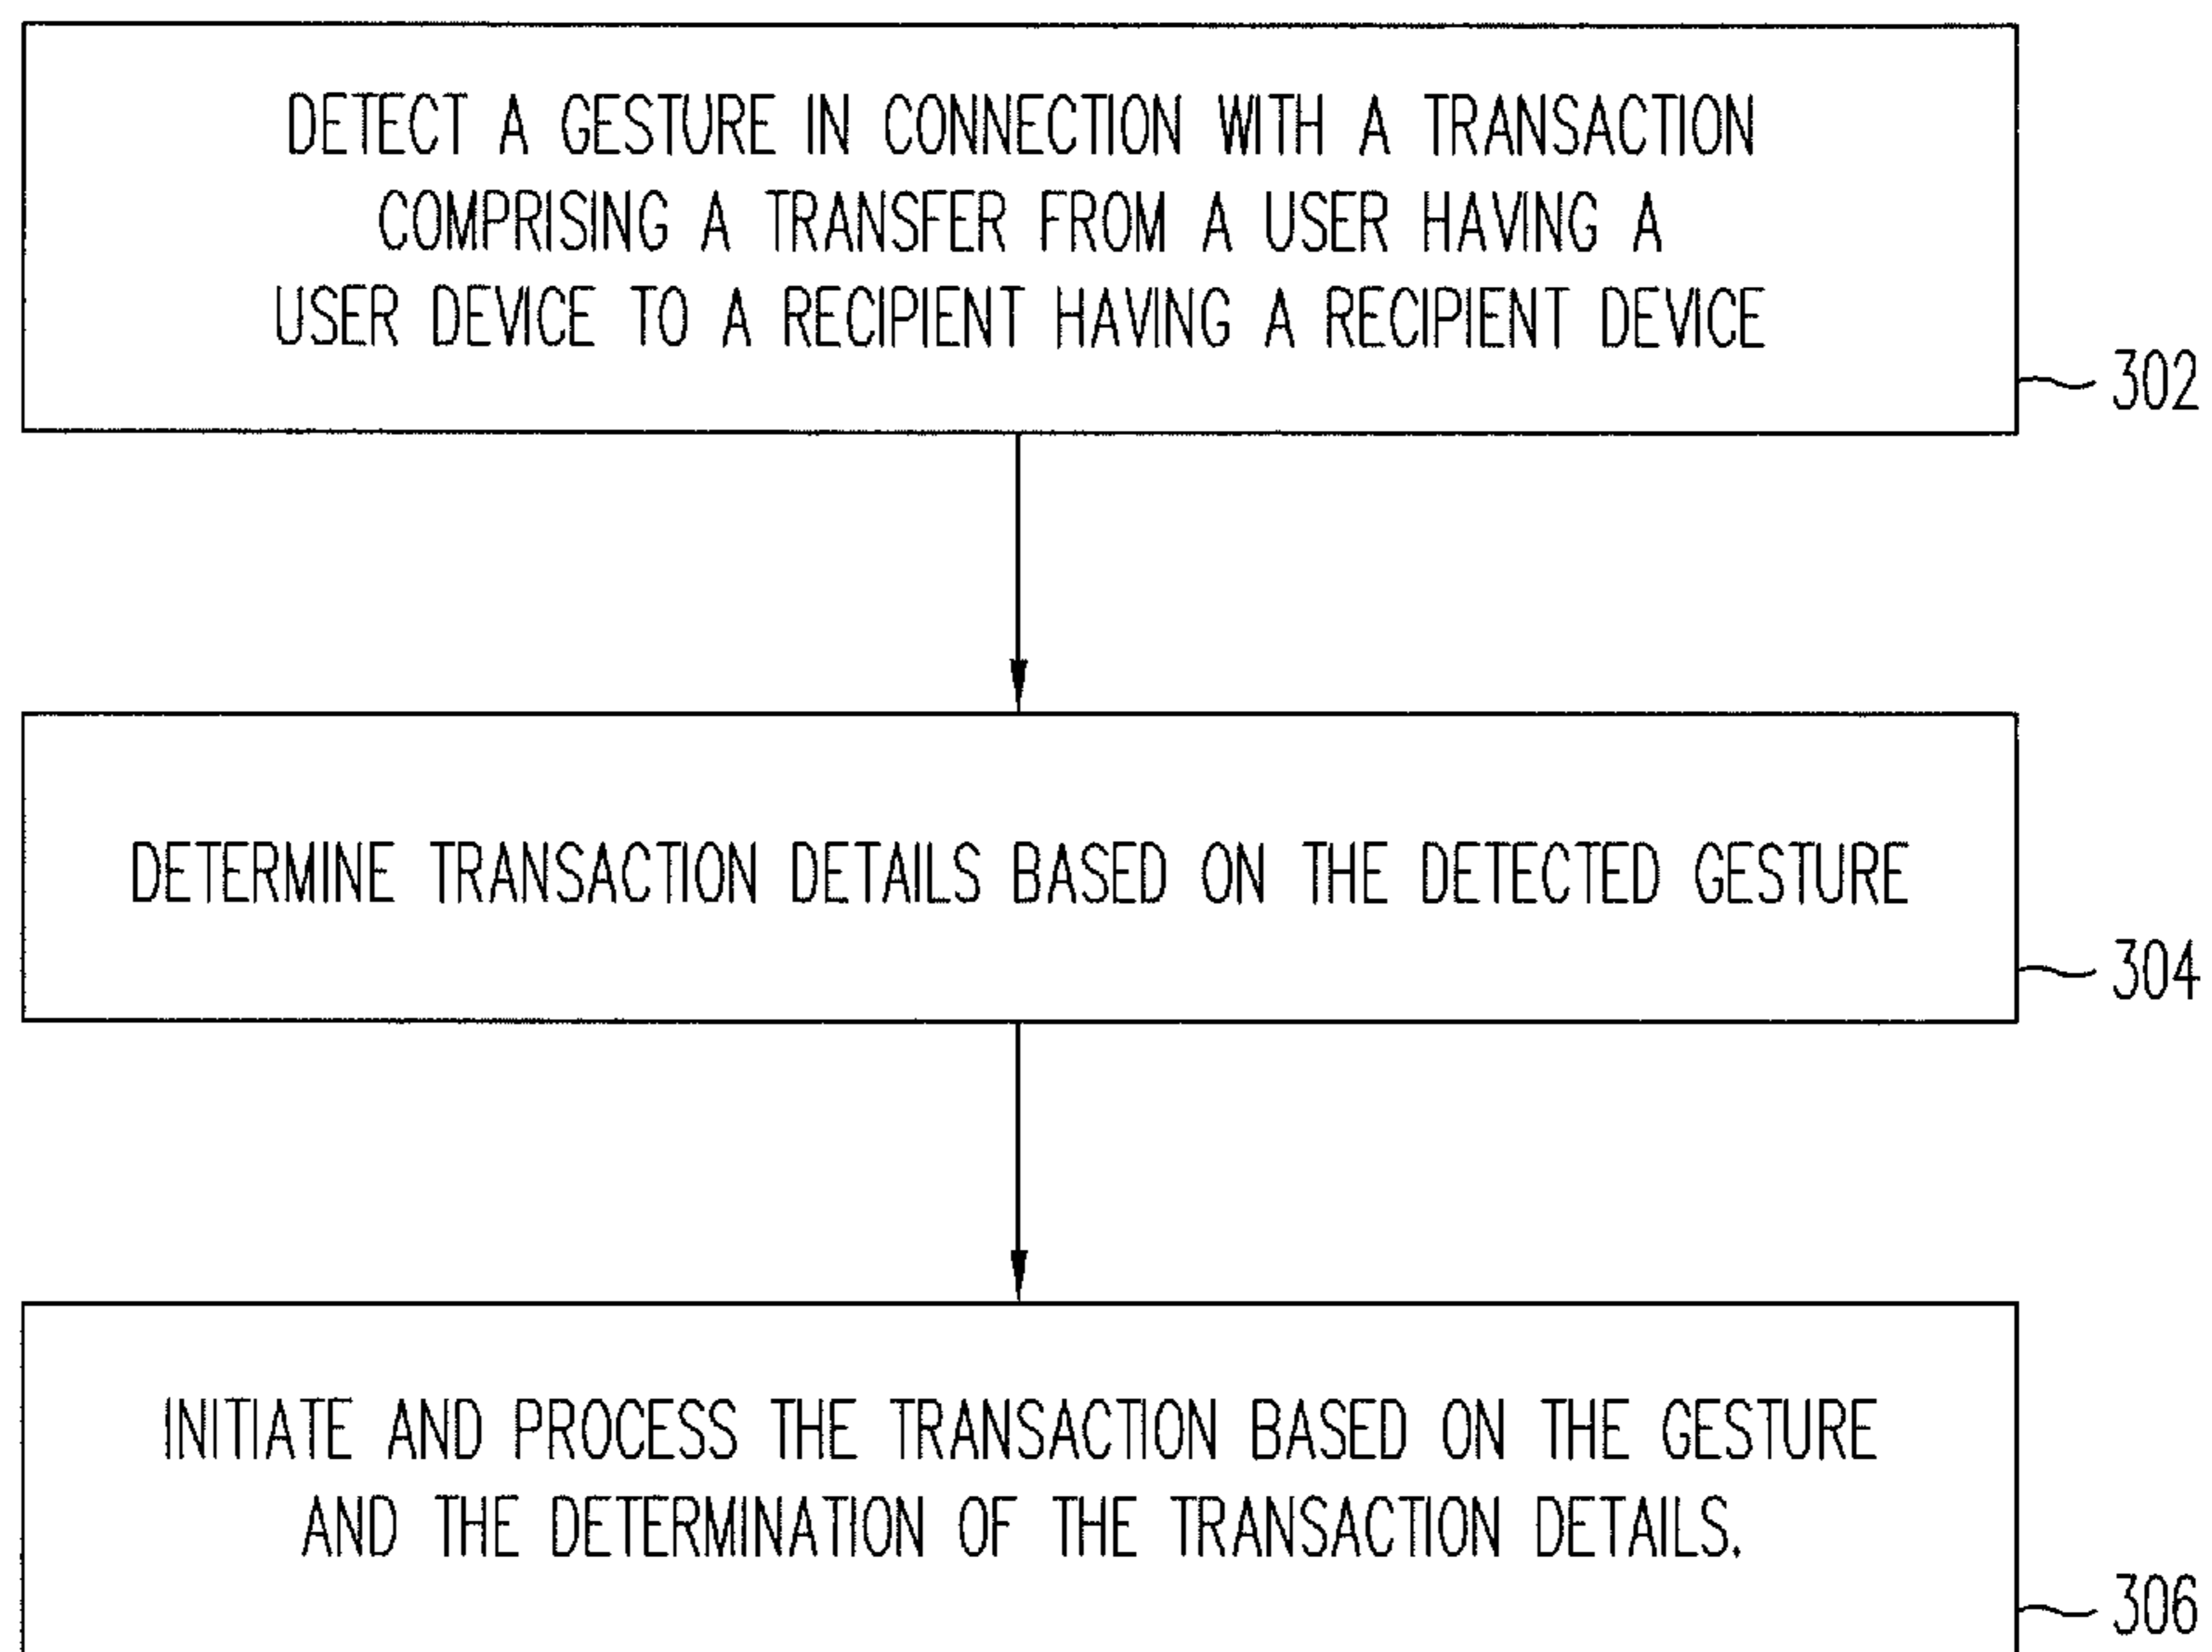 DETECT A GESTURE IN CONNECTION WITH A TRANSACTION
COMPRISING A TRANSFER FROM A USER HAVING A
USER DEVICE TO A RECIPIENT HAVING A RECIPIENT DEVICE
302
DETERMINE TRANSACTION DETAILS BASED ON THE DETECTED GESTURE
304
INITIATE AND PROCESS THE TRANSACTION BASED ON THE GESTURE
AND THE DETERMINATION OF THE TRANSACTION DETAILS.
306